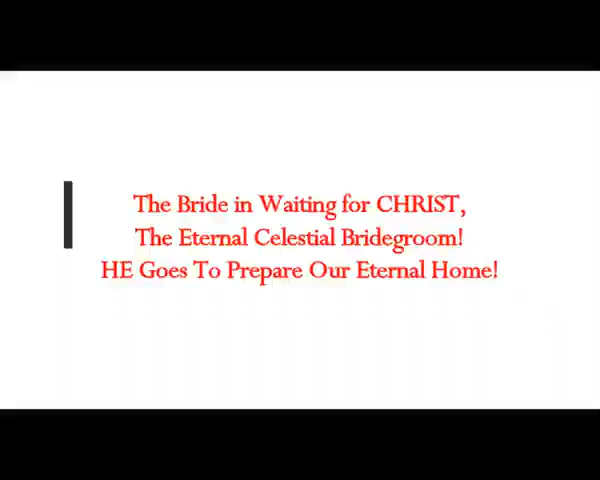 The Bride in Waiting for CHRIST,
The Eternal Celestial Bridegroom!
HE Goes To Prepare Our Eternal Home!